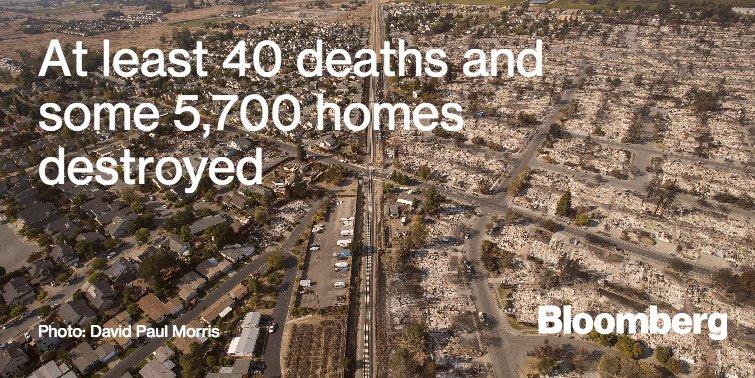 At least 40 deaths and
some 5,700 homes
destroyed
Photo: David Paul Morris
Bloomberg